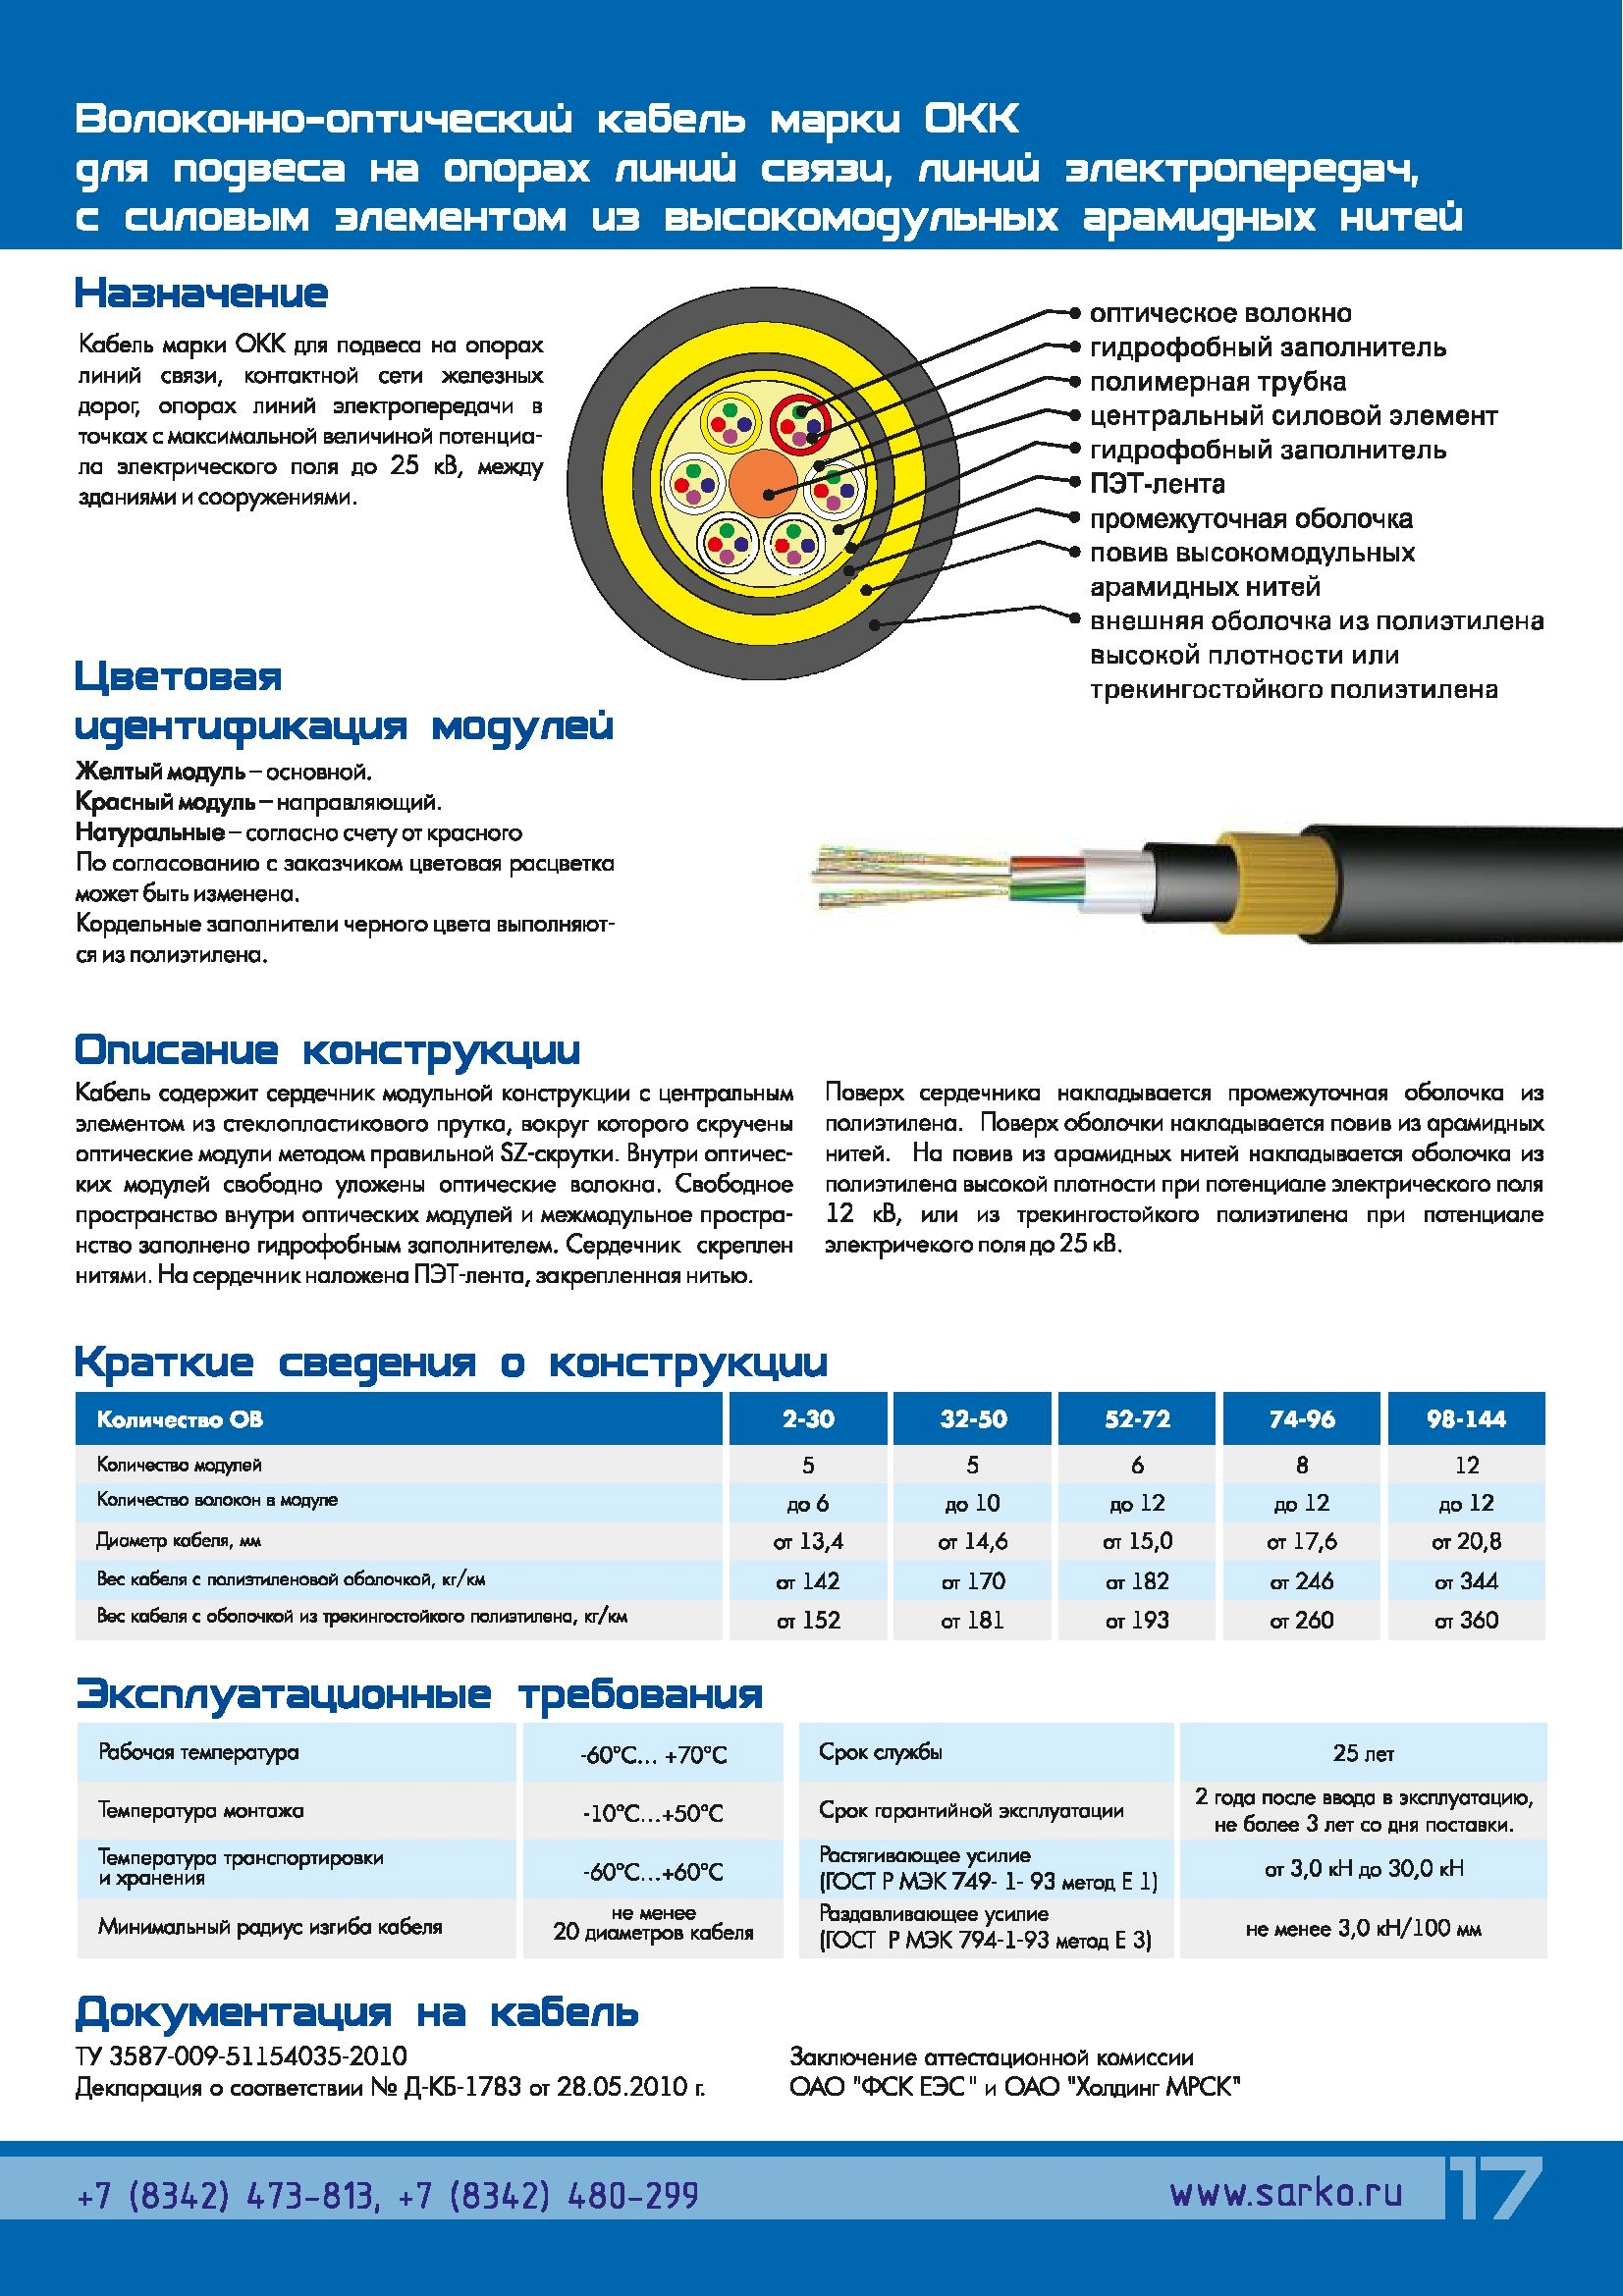 Волоконно-оптический кабель марки ОКК
для подвеса на опорах линий связи, линий электропередач,
с силовым элементом из высокомодульных арамидных нитей
Назначение
Кабель марки ОКК для подвеса на опорах
линий связи, контактной сети железных
дорог, опорах линий электропередачи в
точках с максимальной величиной потенциа-
ла электрического поля до 25 кВ, между
зданиями и сооружениями.
оптическое волокно
гидрофобный заполнитель
полимерная трубка
центральный силовой элемент
гидрофобный заполнитель
ПЭТ-лента
промежуточная оболочка
повив высокомодульных
арамидных нитей
внешняя оболочка из полиэтилена
высокой плотности или
трекингостойкого полиэтилена
Цветовая
идентификация модулей
Желтый модуль – основной.
Красный модуль – направляющий.
Натуральные – согласно счету от красного
По согласованию с заказчиком цветовая расцветка
может быть изменена.
Кордельные заполнители черного цвета выполняют-
ся из полиэтилена.
Описание конструкции
Кабель содержит сердечник модульной конструкции с центральным
элементом из стеклопластикового прутка, вокруг которого скручены
оптические модули методом правильной SZ-скрутки. Внутри оптичес-
ких модулей свободно уложены оптические волокна. Свободное
пространство внутри оптических модулей и межмодульное простра-
нство заполнено гидрофобным заполнителем. Сердечник скреплен
нитями. На сердечник наложена ПЭТ-лента, закрепленная нитью.
Поверх сердечника накладывается промежуточная оболочка из
полиэтилена. Поверх оболочки накладывается повив из арамидных
нитей. На повив из арамидных нитей накладывается оболочка из
полиэтилена высокой плотности при потенциале электрического поля
12 кВ, или из трекингостойкого полиэтилена при потенциале
электричекого поля до 25 кВ.
Краткие сведения о конструкции
Количество ОВ 2-30 32-50 52-72 74-96 98-144
Количество модулей 5 5 6 8 12
Количество волокон в модуле до 6 до 10 до 12 до 12 до 12
Диаметр кабеля, мм от 13,4 от 14,6 от 15,0 от 17,6 от 20,8
Вес кабеля с полиэтиленовой оболочкой, кг/км от 142 от 170 от 182 от 246 от 344
Вес кабеля с оболочкой из трекингостойкого полиэтилена, кг/км от 152 от 181 от 193 от 260 от 360
Эксплуатационные требования
Рабочая температура -60°С... +70°С
Температура монтажа -10°С...+50°С
Температура транспортировки
и хранения -60°С...+60°С
Минимальный радиус изгиба кабеля не менее
20 диаметров кабеля
Срок службы 25 лет
Срок гарантийной эксплуатации 2 года после ввода в эксплуатацию,
не более 3 лет со дня поставки.
Растягивающее усилие
(ГОСТ Р МЭК 749- 1- 93 метод Е 1) от 3,0 кН до 30,0 кН
Раздавливающее усилие
(ГОСТ Р МЭК 794-1-93 метод Е 3) не менее 3,0 кН/100 мм
Документация на кабель
ТУ 3587-009-51154035-2010
Декларация о соответствии № Д-КБ-1783 от 28.05.2010 г.
Заключение аттестационной комиссии
ОАО "ФСК ЕЭС" и ОАО "Холдинг МРСК"
+7 (8342) 473-813, +7 (8342) 480-299
www.sarko.ru
17